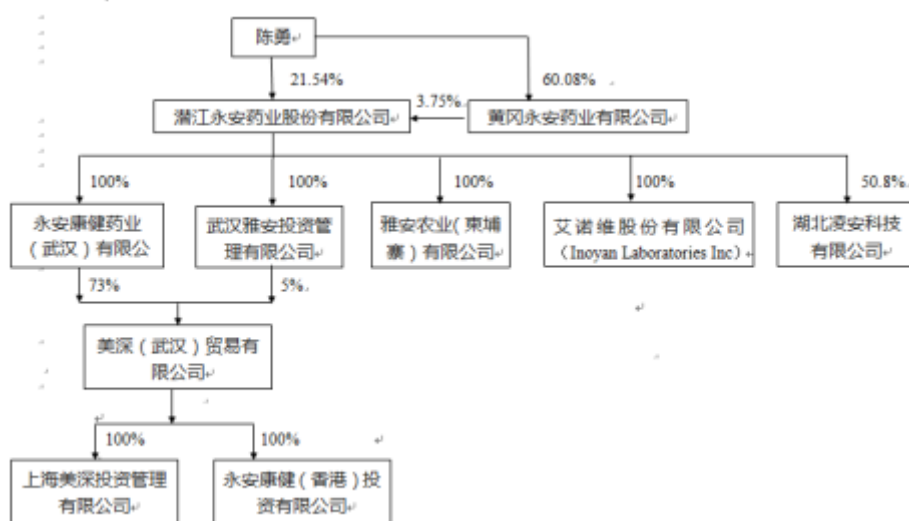 陈勇
21.54%
60.08%
潜江永安药业股份有限公司
3.75%
黄冈永安药业有限公司
100%
100%
100%
100%
50.8%
永安康健药业
（武汉）有限公
武汉雅安投资管
理有限公司
雅安农业（柬埔
寨）有限公司
艾诺维股份有限公司
（Inoyan Laboratories Inc）
湖北凌安科技
有限公司
73%
5%
美深（武汉）贸易有
限公司
100%
100%
上海美深投资管理
有限公司
永安康健（香港）投
资有限公司